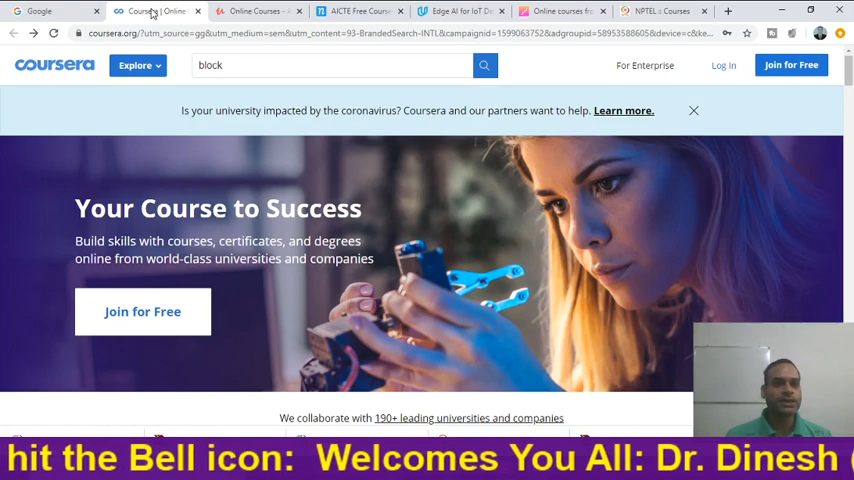 Google
Coursera | Online
Online Courses - A
AICTE Free Course
Edge AI for IoT De
Online courses fro
NPTEL :: Courses
coursera.org/?utm_source=gg&utm_medium=sem&utm_content=93-BrandedSearch-INTL&campaignid=1599063752&adgroupid=58953588605&device=c&ke...
coursera
Explore
block
For Enterprise
Log In
Join for Free
Is your university impacted by the coronavirus? Coursera and our partners want to help. Learn more.
Your Course to Success
Build skills with courses, certificates, and degrees
online from world-class universities and companies
Join for Free
We collaborate with 190+ leading universities and companies
hit the Bell icon: Welcomes You All: Dr. Dinesh (